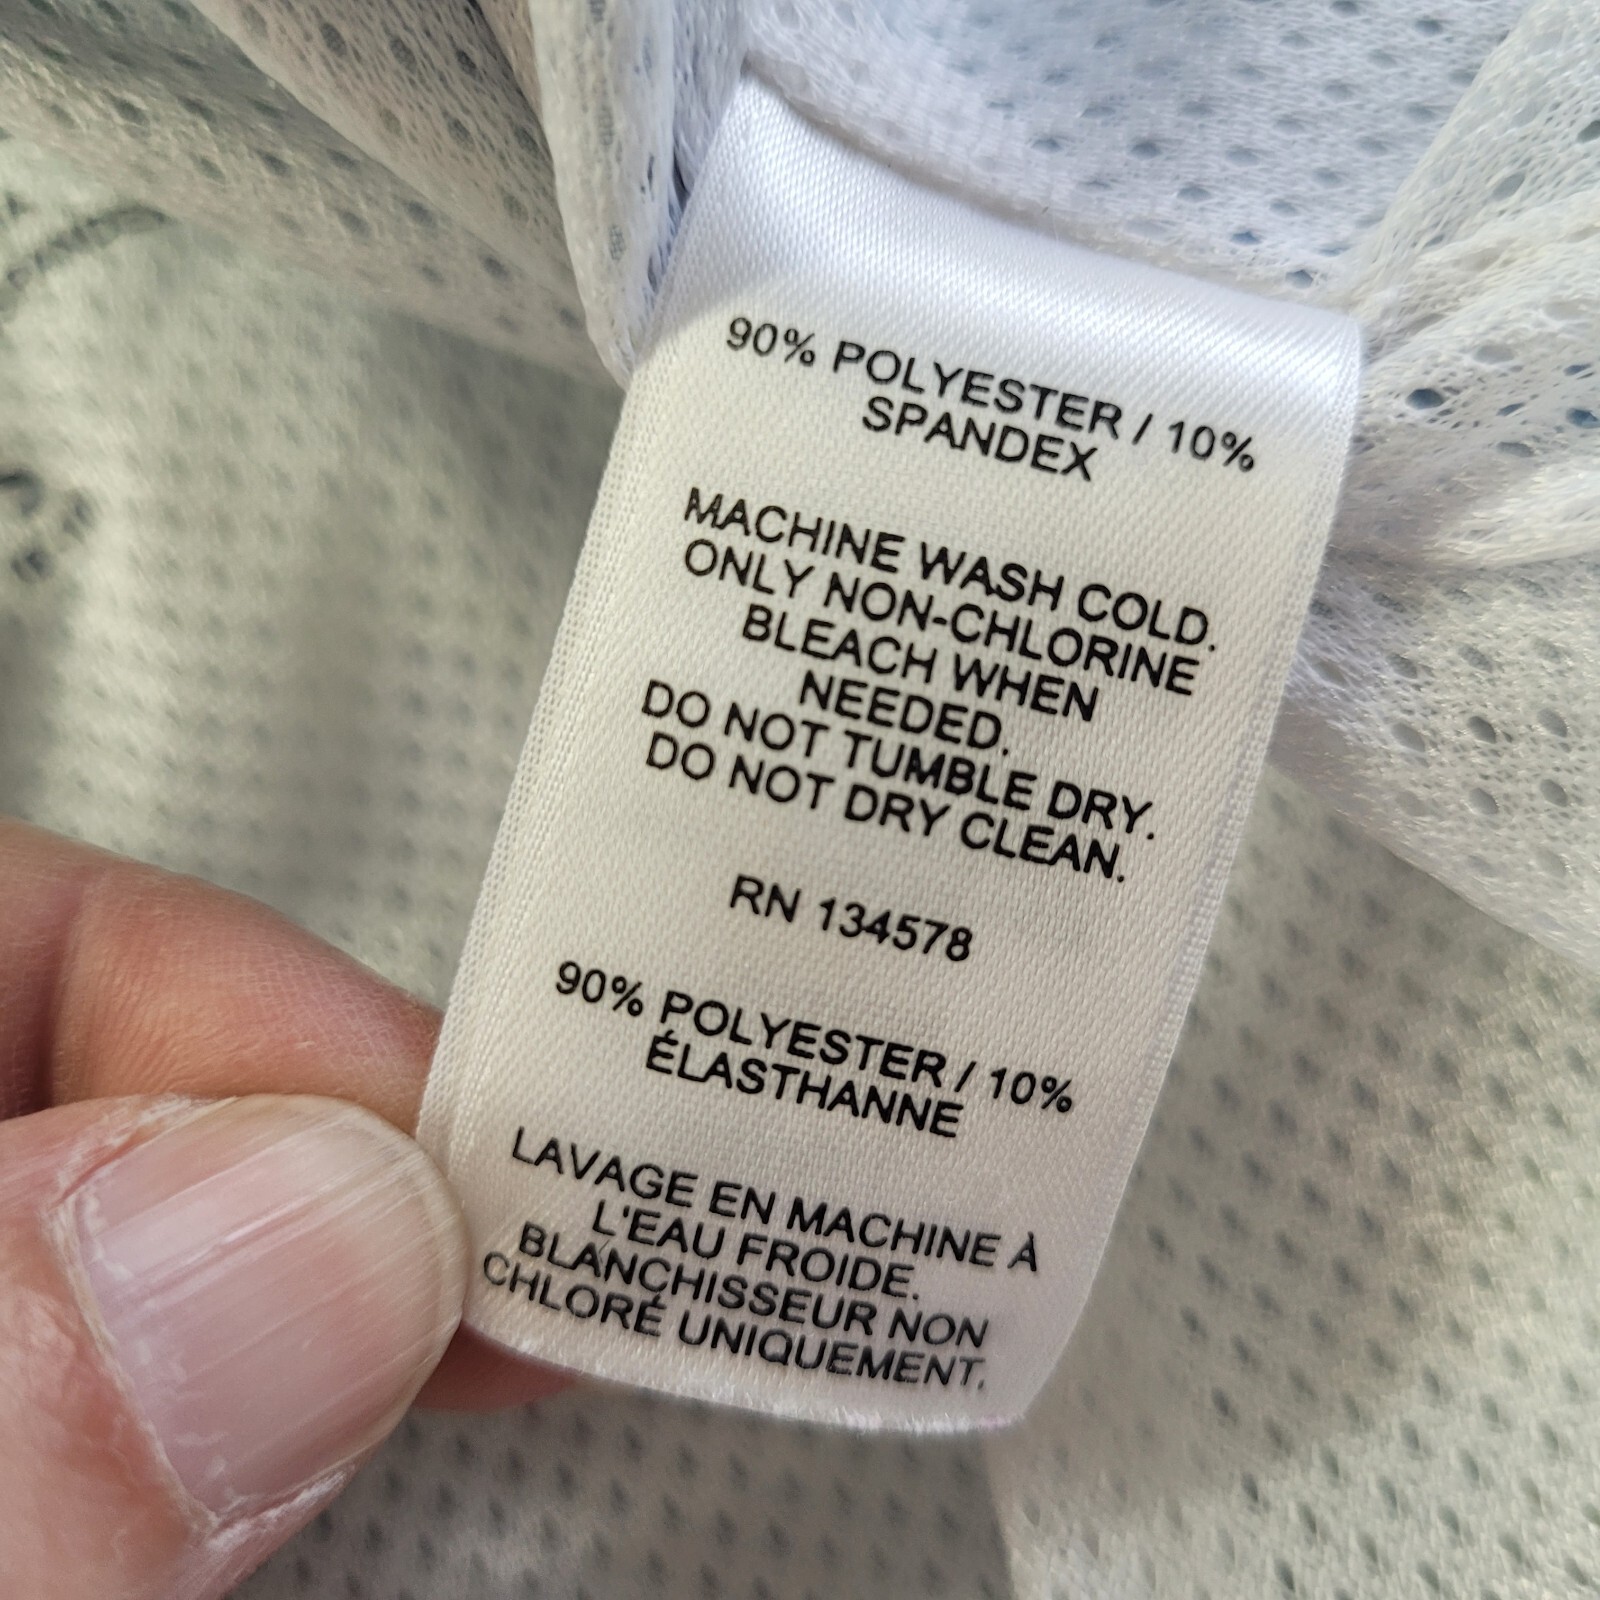 90% POLYESTER / 10%
SPANDEX
MACHINE WASH COLD.
ONLY NON-CHLORINE
BLEACH WHEN
NEEDED.
DO NOT TUMBLE DRY.
DO NOT DRY CLEAN.
RN 134578
90% POLYESTER / 10%
ÉLASTHANNE
LAVAGE EN MACHINE À
L'EAU FROIDE.
BLANCHISSEUR NON
CHLORÉ UNIQUEMENT.